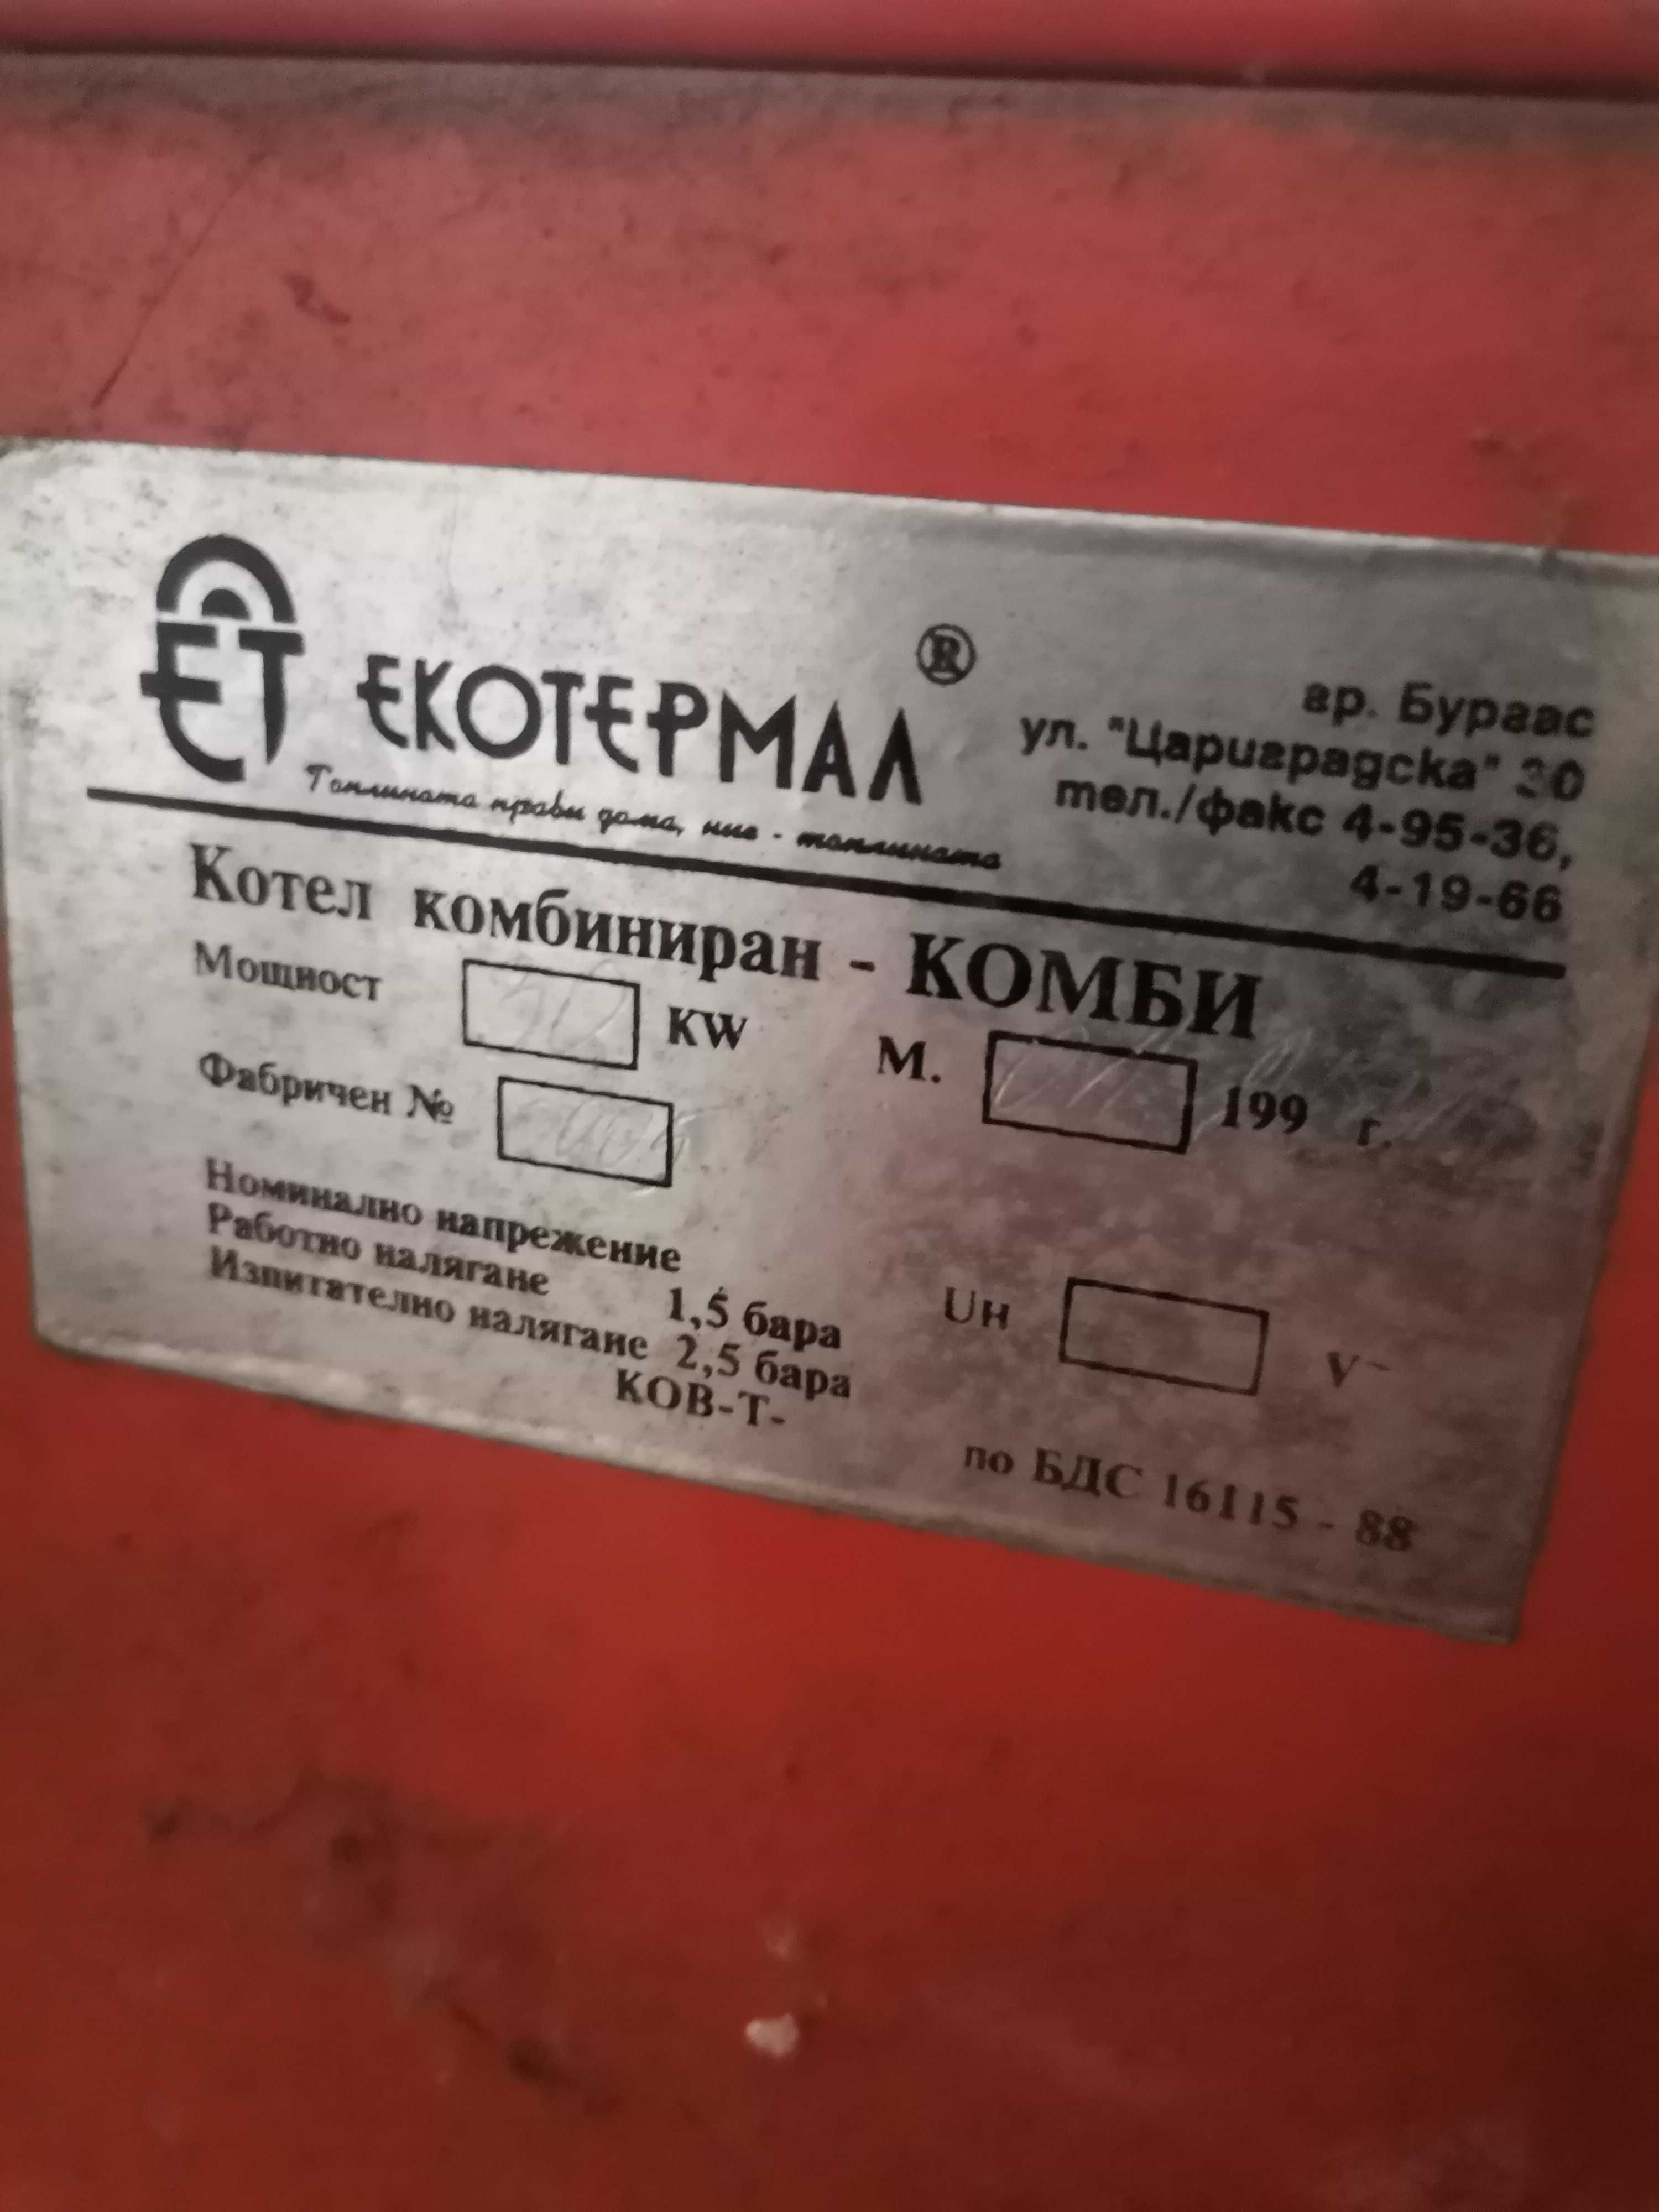 ЕТ ЕКОТЕРМАЛ ®
Топлината прави дома, ние - топлината
гр. Бургас
ул. "Цариградска" 30
тел./факс 4-95-36,
4-19-66
Котел комбиниран - КОМБИ
Мощност 30 KW
М. 199 г.
Фабричен №
Номинално напрежение Uн V~
Работно налягане 1,5 бара
Изпитателно налягане 2,5 бара
КОВ-Т-
по БДС 16115 - 88